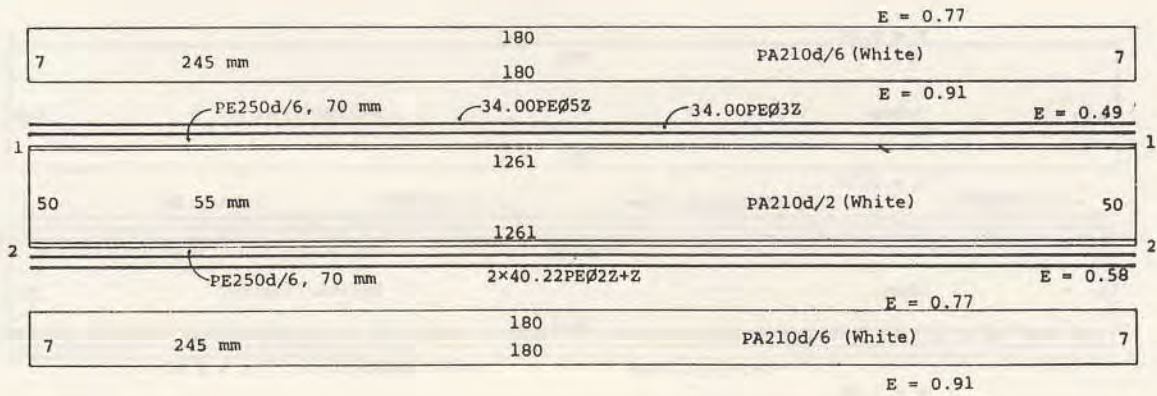 E = 0.77
180
7 245 mm PA210d/6 (White) 7
180
E = 0.91
PE250d/6, 70 mm 34.00PEØ5Z 34.00PEØ3Z E = 0.49
1 1
1261
50 55 mm PA210d/2 (White) 50
1261
2 2
PE250d/6, 70 mm 2×40.22PEØ2Z+Z E = 0.58
E = 0.77
180
7 245 mm PA210d/6 (White) 7
180
E = 0.91